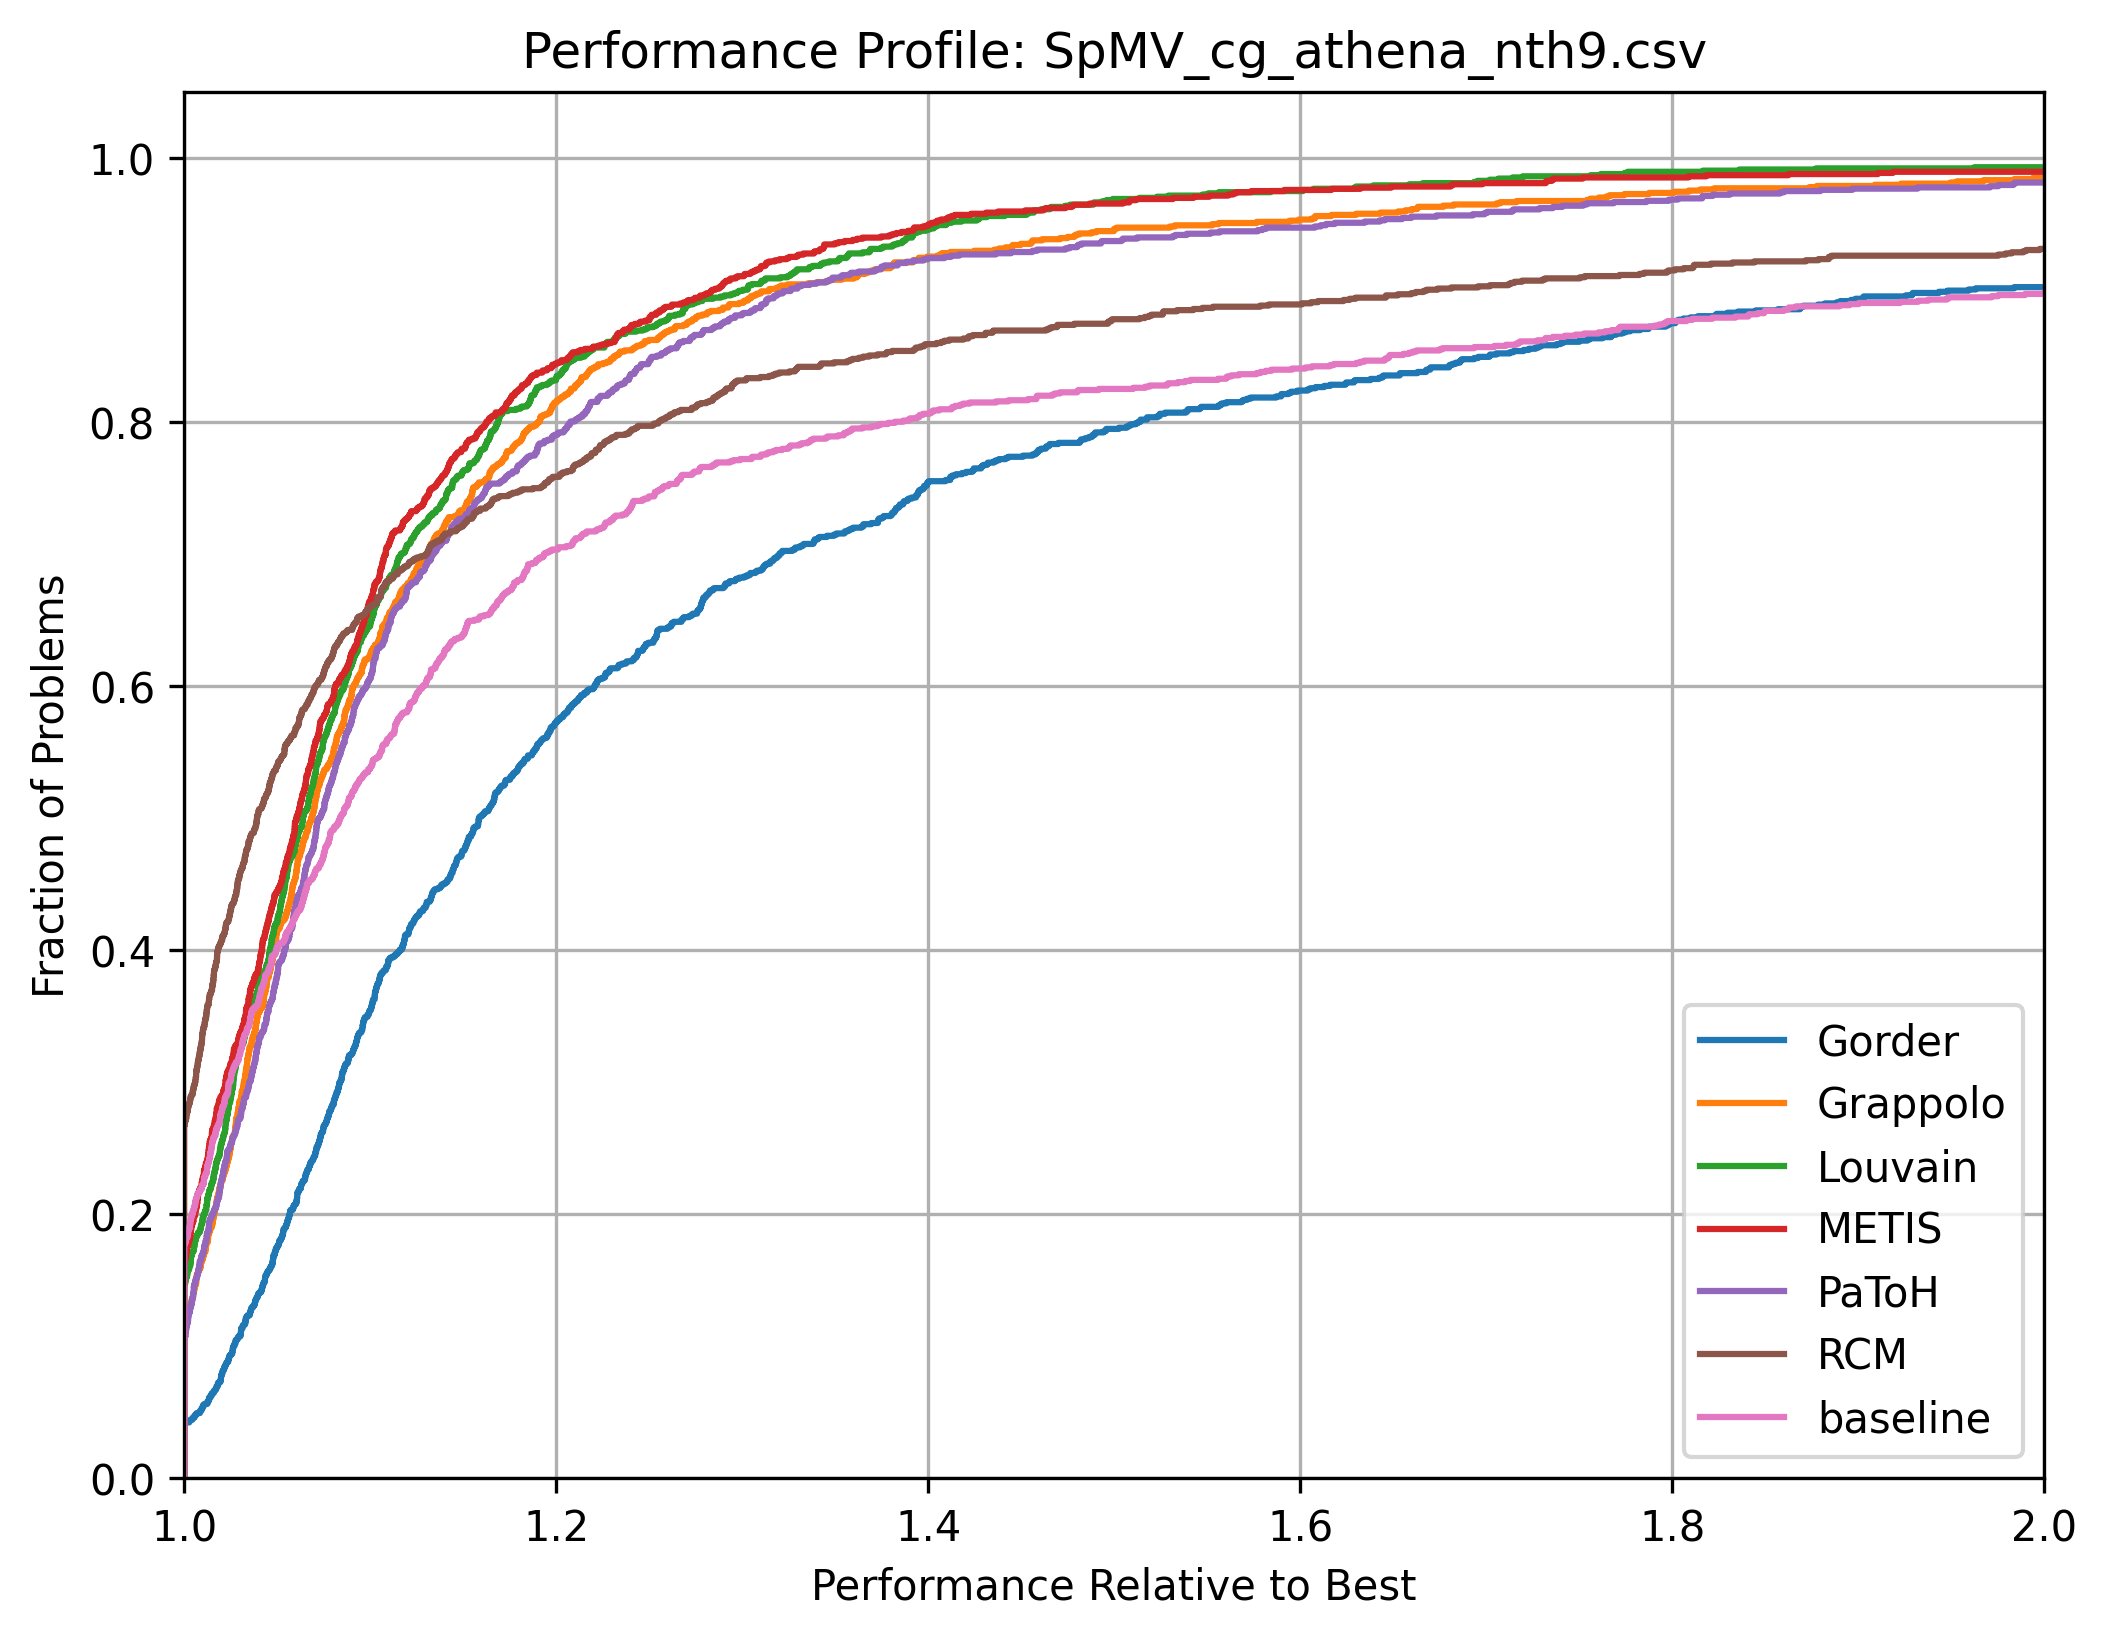 Performance Profile: SpMV_cg_athena_nth9.csv
Fraction of Problems
1.0
0.8
0.6
0.4
0.2
0.0
1.0 1.2 1.4 1.6 1.8 2.0
Performance Relative to Best
Gorder
Grappolo
Louvain
METIS
PaToH
RCM
baseline